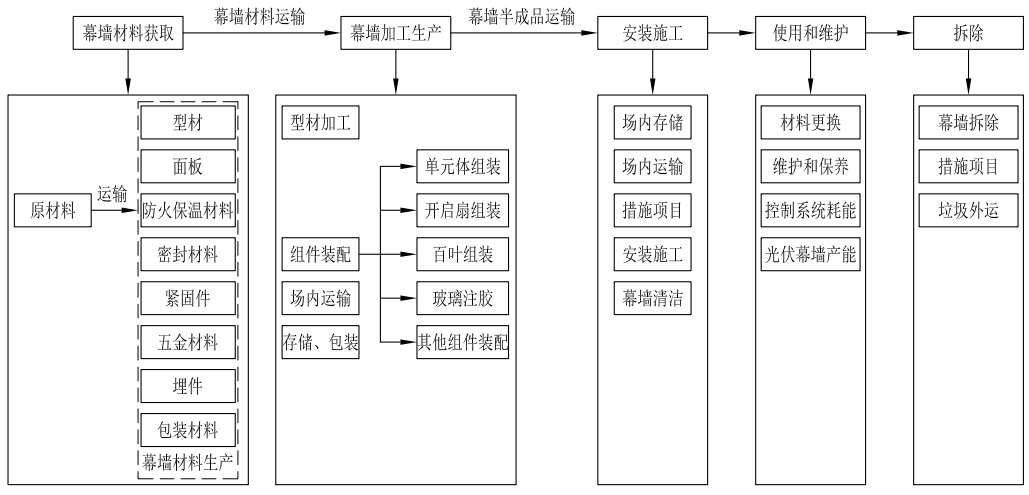 幕墙材料获取
幕墙材料运输
幕墙加工生产
幕墙半成品运输
安装施工
使用和维护
拆除
原材料
运输
型材
面板
防火保温材料
密封材料
紧固件
五金材料
埋件
包装材料
幕墙材料生产
型材加工
组件装配
场内运输
存储、包装
单元体组装
开启扇组装
百叶组装
玻璃注胶
其他组件装配
场内存储
场内运输
措施项目
安装施工
幕墙清洁
材料更换
维护和保养
控制系统耗能
光伏幕墙产能
幕墙拆除
措施项目
垃圾外运